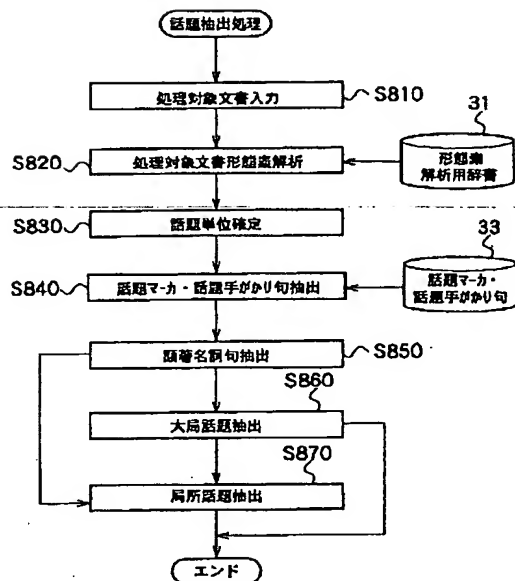 話題抽出処理
処理対象文書入力
S810
31
S820
処理対象文書形態素解析
形態素
解析用辞書
S830
話題単位確定
33
S840
話題マーカ・話題手がかり句抽出
話題マーカ・
話題手がかり句
顕著名詞句抽出
S850
S860
大局話題抽出
S870
局所話題抽出
エンド